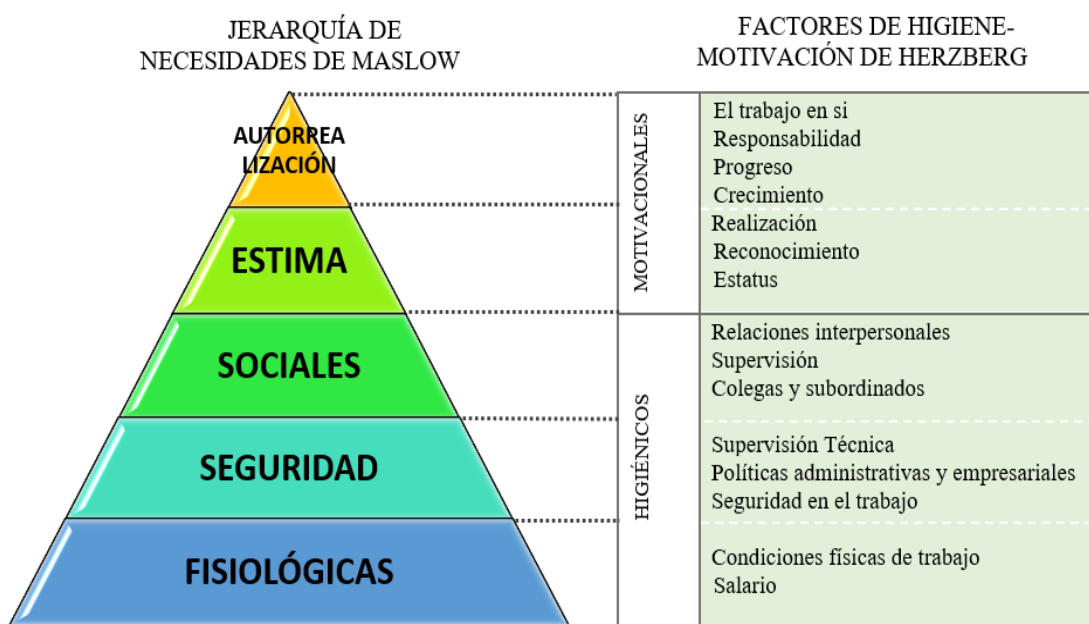 JERARQUÍA DE
NECESIDADES DE MASLOW
AUTORREA
LIZACIÓN
ESTIMA
SOCIALES
SEGURIDAD
FISIOLÓGICAS
FACTORES DE HIGIENE-
MOTIVACIÓN DE HERZBERG
MOTIVACIONALES
El trabajo en si
Responsabilidad
Progreso
Crecimiento
Realización
Reconocimiento
Estatus
HIGIÉNICOS
Relaciones interpersonales
Supervisión
Colegas y subordinados
Supervisión Técnica
Políticas administrativas y empresariales
Seguridad en el trabajo
Condiciones físicas de trabajo
Salario